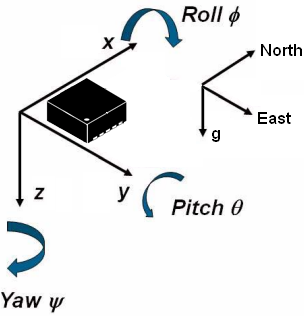 Roll ϕ
x
North
East
g
z
y
Pitch θ
Yaw ψ